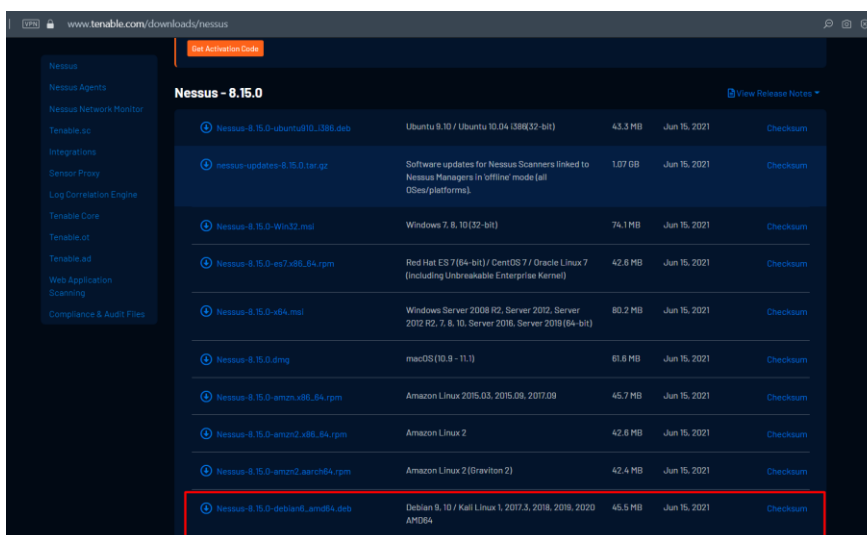 VPN www.tenable.com/downloads/nessus
Get Activation Code
Nessus
Nessus Agents
Nessus Network Monitor
Tenable.sc
Integrations
Sensor Proxy
Log Correlation Engine
Tenable Core
Tenable.ot
Tenable.ad
Web Application
Scanning
Compliance & Audit Files
Nessus - 8.15.0
View Release Notes
Nessus-8.15.0-ubuntu910_i386.deb Ubuntu 9.10 / Ubuntu 10.04 i386(32-bit) 43.3 MB Jun 15, 2021 Checksum
nessus-updates-8.15.0.tar.gz Software updates for Nessus Scanners linked to 1.07 GB Jun 15, 2021 Checksum
Nessus Managers in 'offline' mode (all
OSes/platforms).
Nessus-8.15.0-Win32.msi Windows 7, 8, 10 (32-bit) 74.1 MB Jun 15, 2021 Checksum
Nessus-8.15.0-es7.x86_64.rpm Red Hat ES 7 (64-bit) / CentOS 7 / Oracle Linux 7 42.6 MB Jun 15, 2021 Checksum
(including Unbreakable Enterprise Kernel)
Nessus-8.15.0-x64.msi Windows Server 2008 R2, Server 2012, Server 80.2 MB Jun 15, 2021 Checksum
2012 R2, 7, 8, 10, Server 2016, Server 2019 (64-bit)
Nessus-8.15.0.dmg macOS (10.9 - 11.1) 61.6 MB Jun 15, 2021 Checksum
Nessus-8.15.0-amzn.x86_64.rpm Amazon Linux 2015.03, 2015.09, 2017.09 45.7 MB Jun 15, 2021 Checksum
Nessus-8.15.0-amzn2.x86_64.rpm Amazon Linux 2 42.6 MB Jun 15, 2021 Checksum
Nessus-8.15.0-amzn2.aarch64.rpm Amazon Linux 2 (Graviton 2) 42.4 MB Jun 15, 2021 Checksum
Nessus-8.15.0-debian6_amd64.deb Debian 9, 10 / Kali Linux 1, 2017.3, 2018, 2019, 2020 45.5 MB Jun 15, 2021 Checksum
AMD64